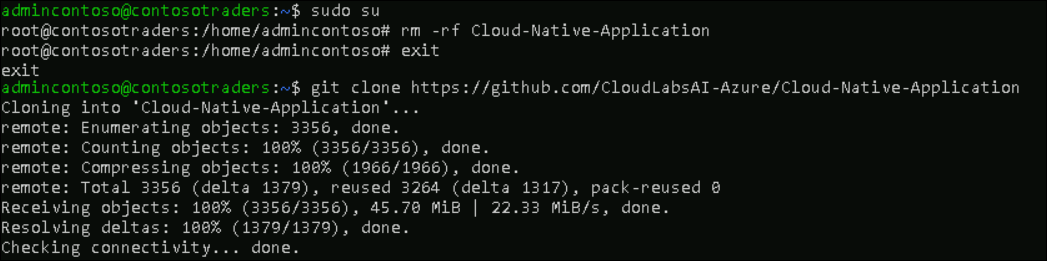 admincontoso@contosotraders:~$ sudo su
root@contosotraders:/home/admincontoso# rm -rf Cloud-Native-Application
root@contosotraders:/home/admincontoso# exit
exit
admincontoso@contosotraders:~$ git clone https://github.com/CloudLabsAI-Azure/Cloud-Native-Application
Cloning into 'Cloud-Native-Application'...
remote: Enumerating objects: 3356, done.
remote: Counting objects: 100% (3356/3356), done.
remote: Compressing objects: 100% (1966/1966), done.
remote: Total 3356 (delta 1379), reused 3264 (delta 1317), pack-reused 0
Receiving objects: 100% (3356/3356), 45.70 MiB | 22.33 MiB/s, done.
Resolving deltas: 100% (1379/1379), done.
Checking connectivity... done.